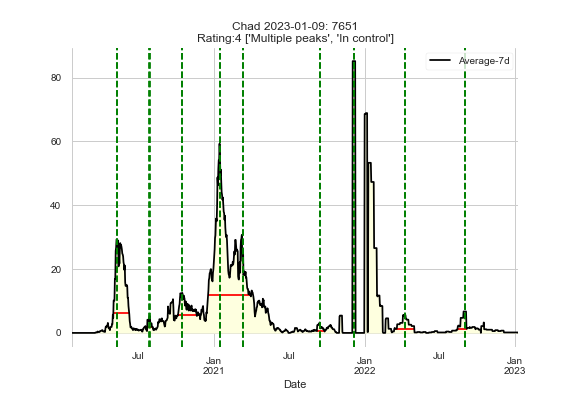 Chad 2023-01-09: 7651
Rating:4 ['Multiple peaks', 'In control']
Average-7d
80
60
40
20
0
Jul
Jan
2021
Jul
Jan
2022
Jul
Jan
2023
Date